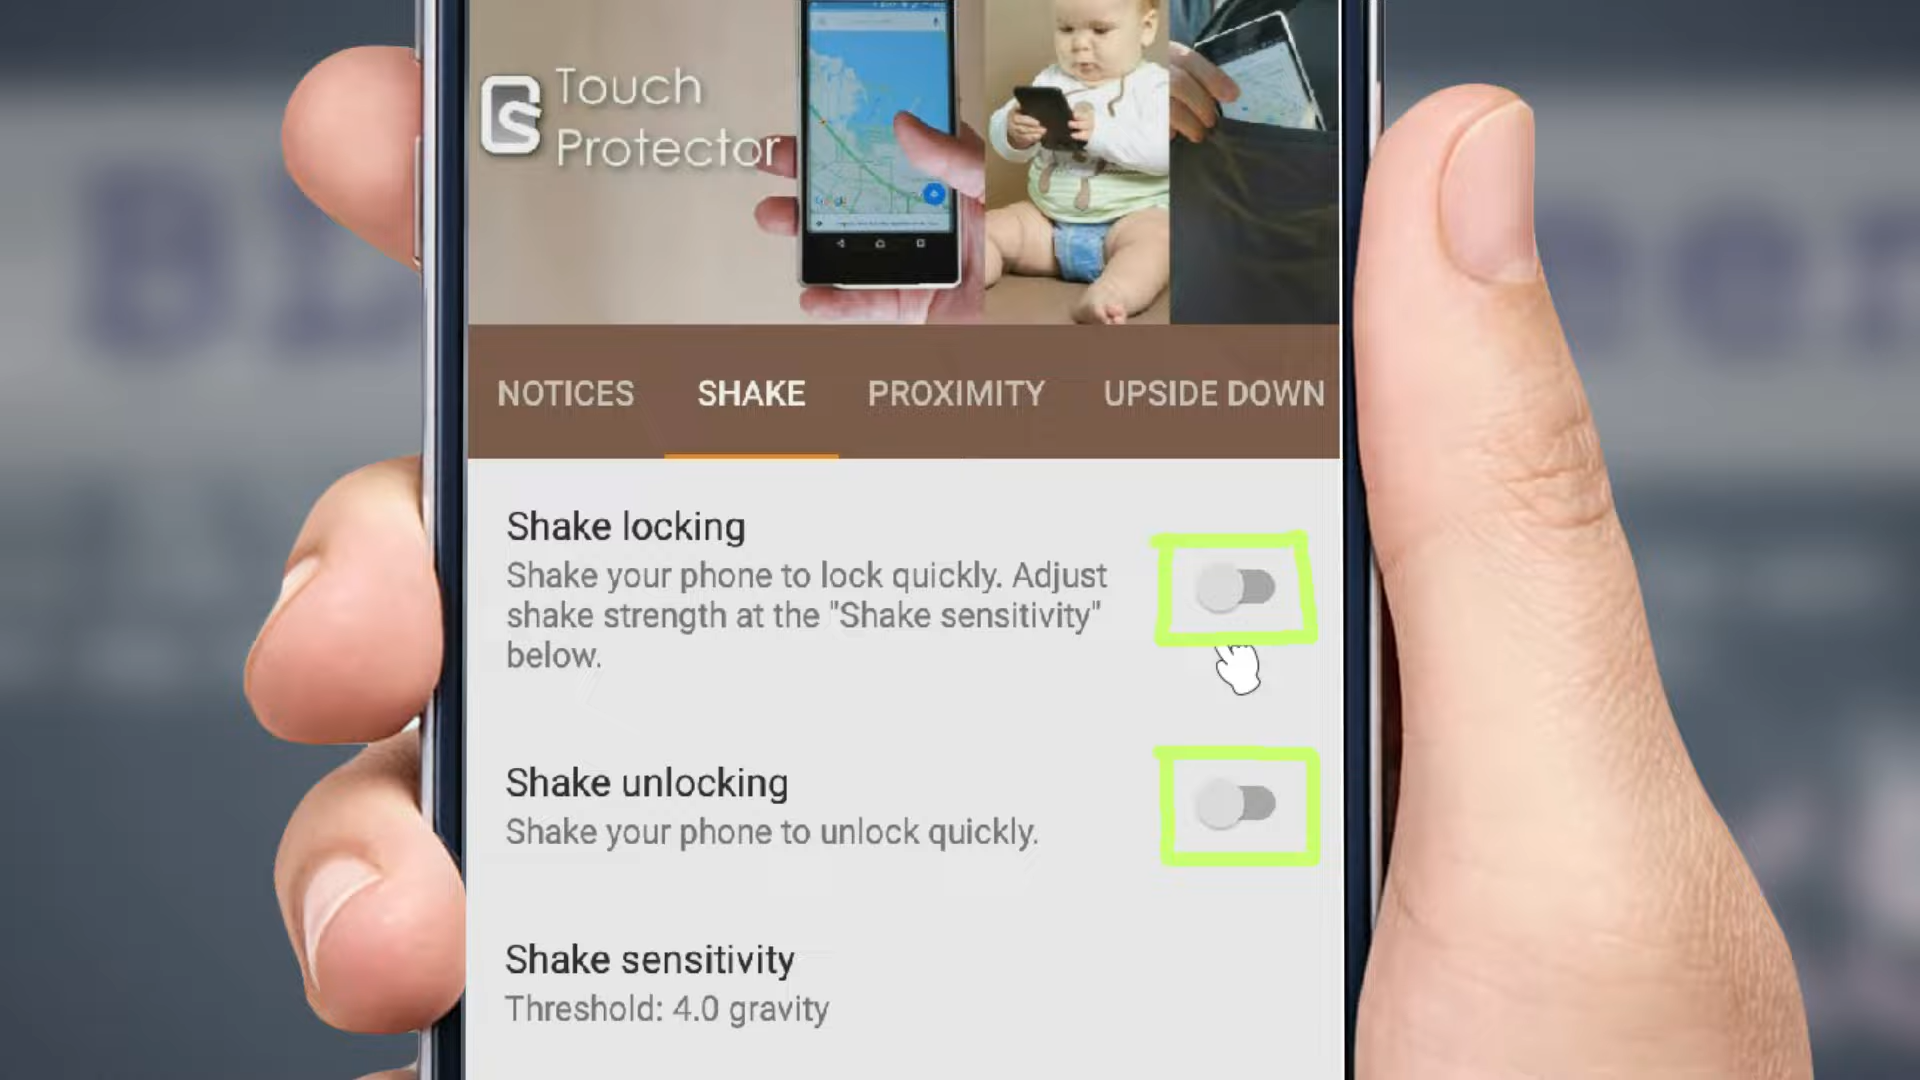 Touch
Protector
NOTICES SHAKE PROXIMITY UPSIDE DOWN
Shake locking
Shake your phone to lock quickly. Adjust
shake strength at the "Shake sensitivity"
below.
Shake unlocking
Shake your phone to unlock quickly.
Shake sensitivity
Threshold: 4.0 gravity